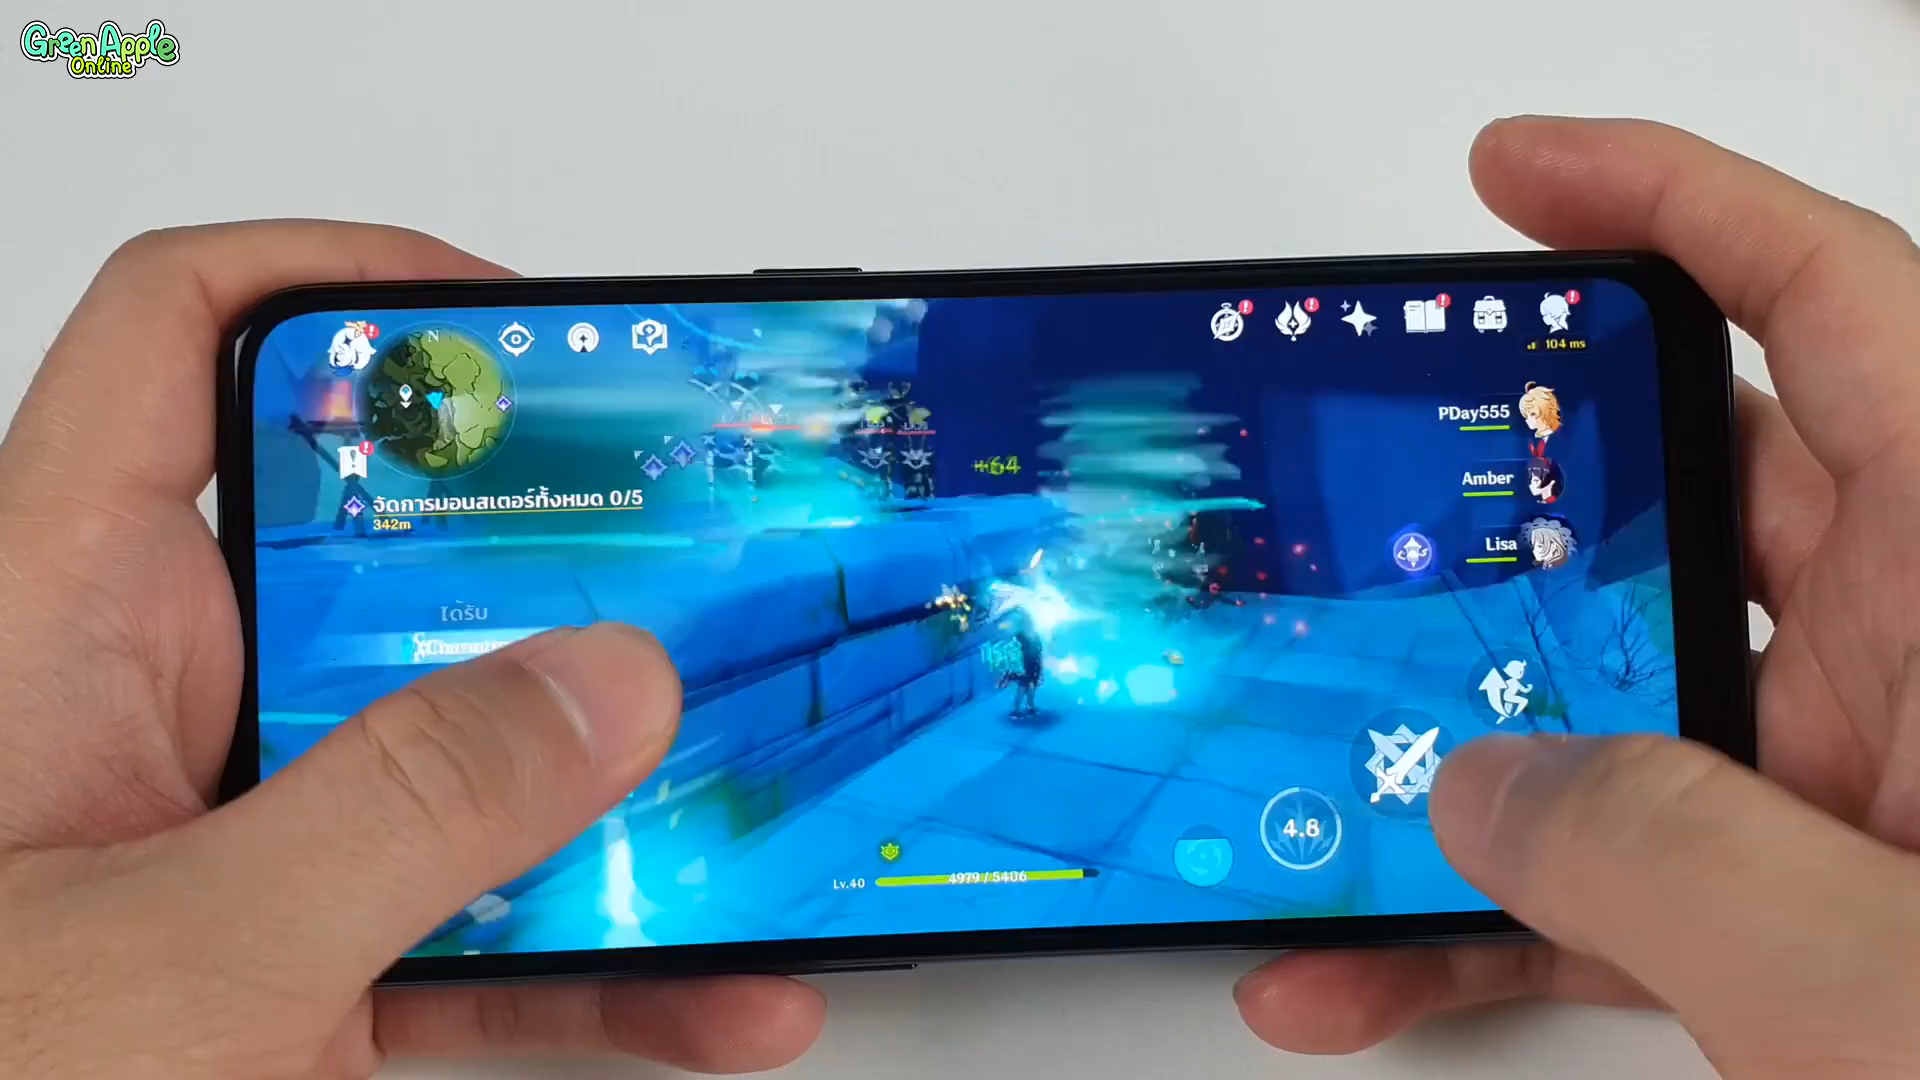 Green Apple
Online
N
104 ms
PDay555
Amber
Lisa
+64
จัดการมอนสเตอร์ทั้งหมด 0/5
342m
ได้รับ
4.8
Lv.40
4979 / 5406